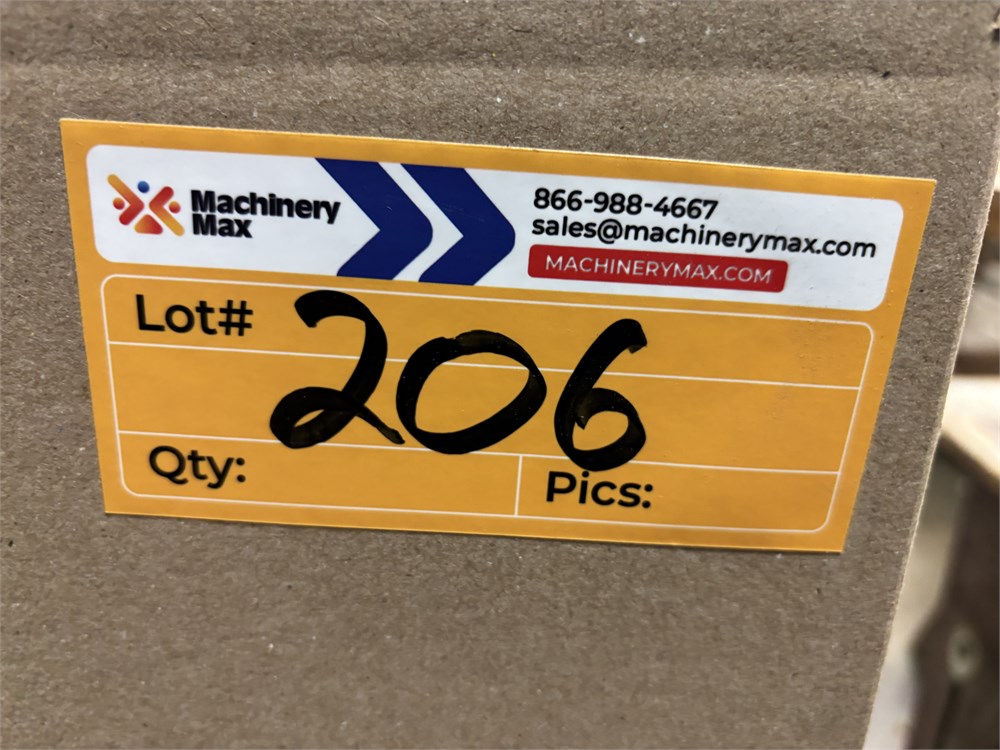 Machinery
Max
866-988-4667
sales@machinerymax.com
MACHINERYMAX.COM
Lot# 206
Qty:
Pics: